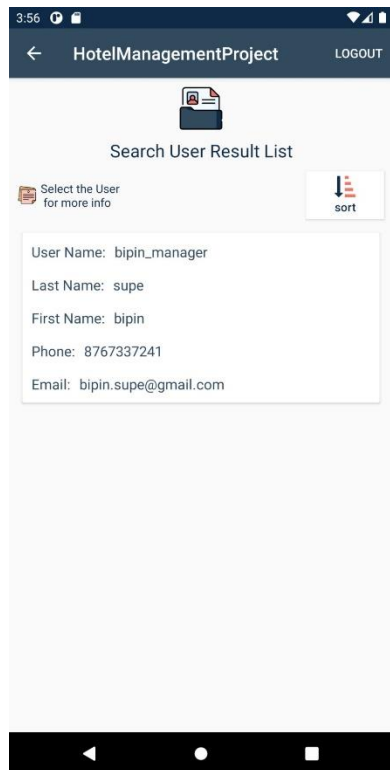 3:56
HotelManagementProject LOGOUT
Search User Result List
Select the User
for more info
sort
User Name: bipin_manager
Last Name: supe
First Name: bipin
Phone: 8767337241
Email: bipin.supe@gmail.com